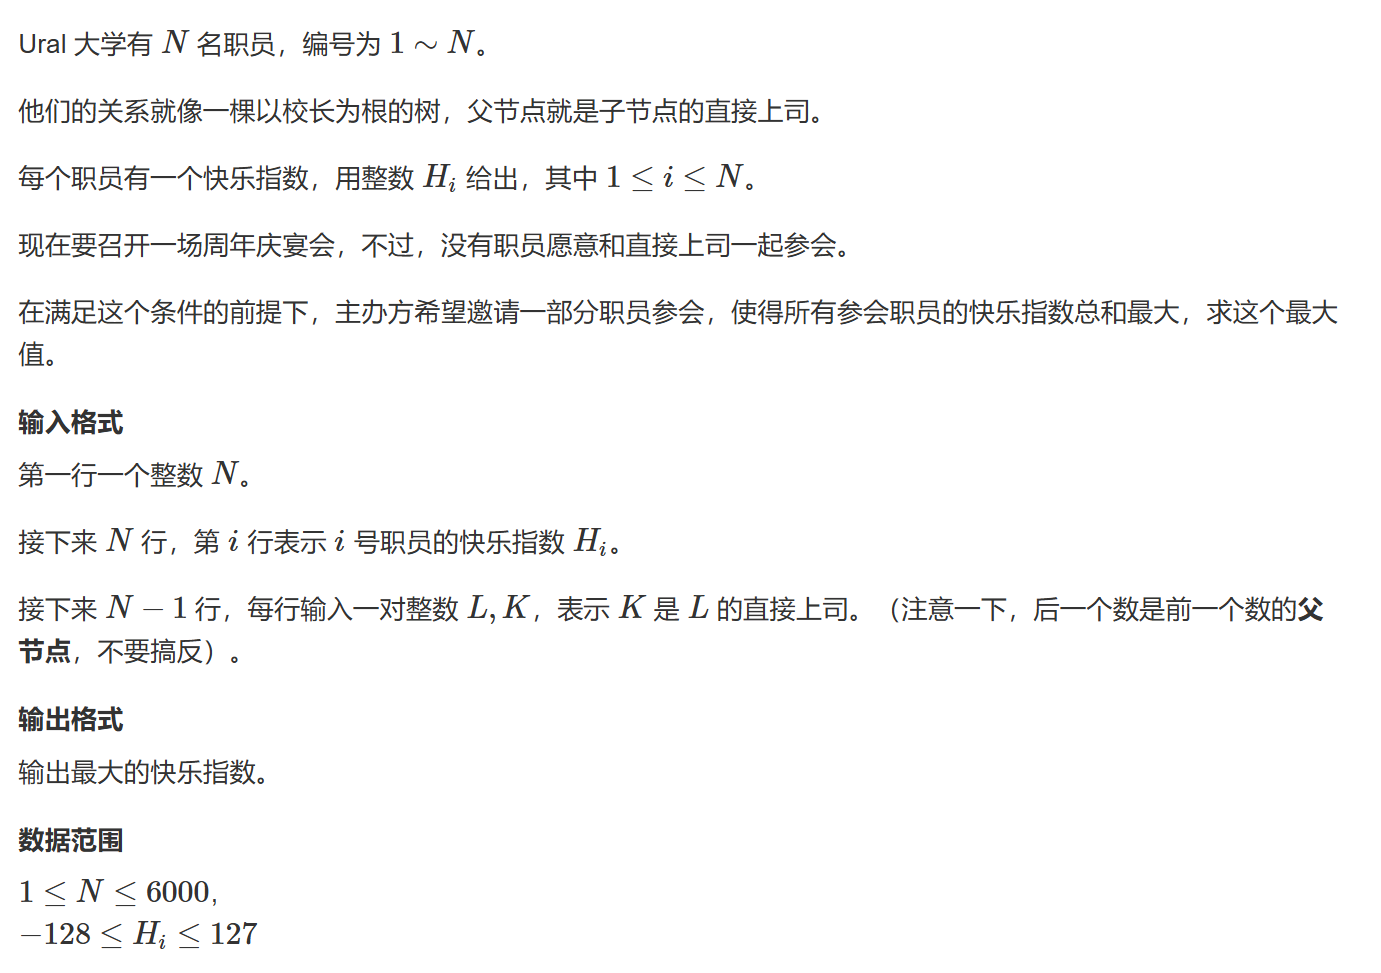 Ural 大学有 N 名职员，编号为 1 ∼ N。
他们的关系就像一棵以校长为根的树，父节点就是子节点的直接上司。
每个职员有一个快乐指数，用整数 H_i 给出，其中 1 ≤ i ≤ N。
现在要召开一场周年庆宴会，不过，没有职员愿意和直接上司一起参会。
在满足这个条件的前提下，主办方希望邀请一部分职员参会，使得所有参会职员的快乐指数总和最大，求这个最大
值。
输入格式
第一行一个整数 N。
接下来 N 行，第 i 行表示 i 号职员的快乐指数 H_i。
接下来 N − 1 行，每行输入一对整数 L, K，表示 K 是 L 的直接上司。（注意一下，后一个数是前一个数的父
节点，不要搞反）。
输出格式
输出最大的快乐指数。
数据范围
1 ≤ N ≤ 6000,
−128 ≤ H_i ≤ 127